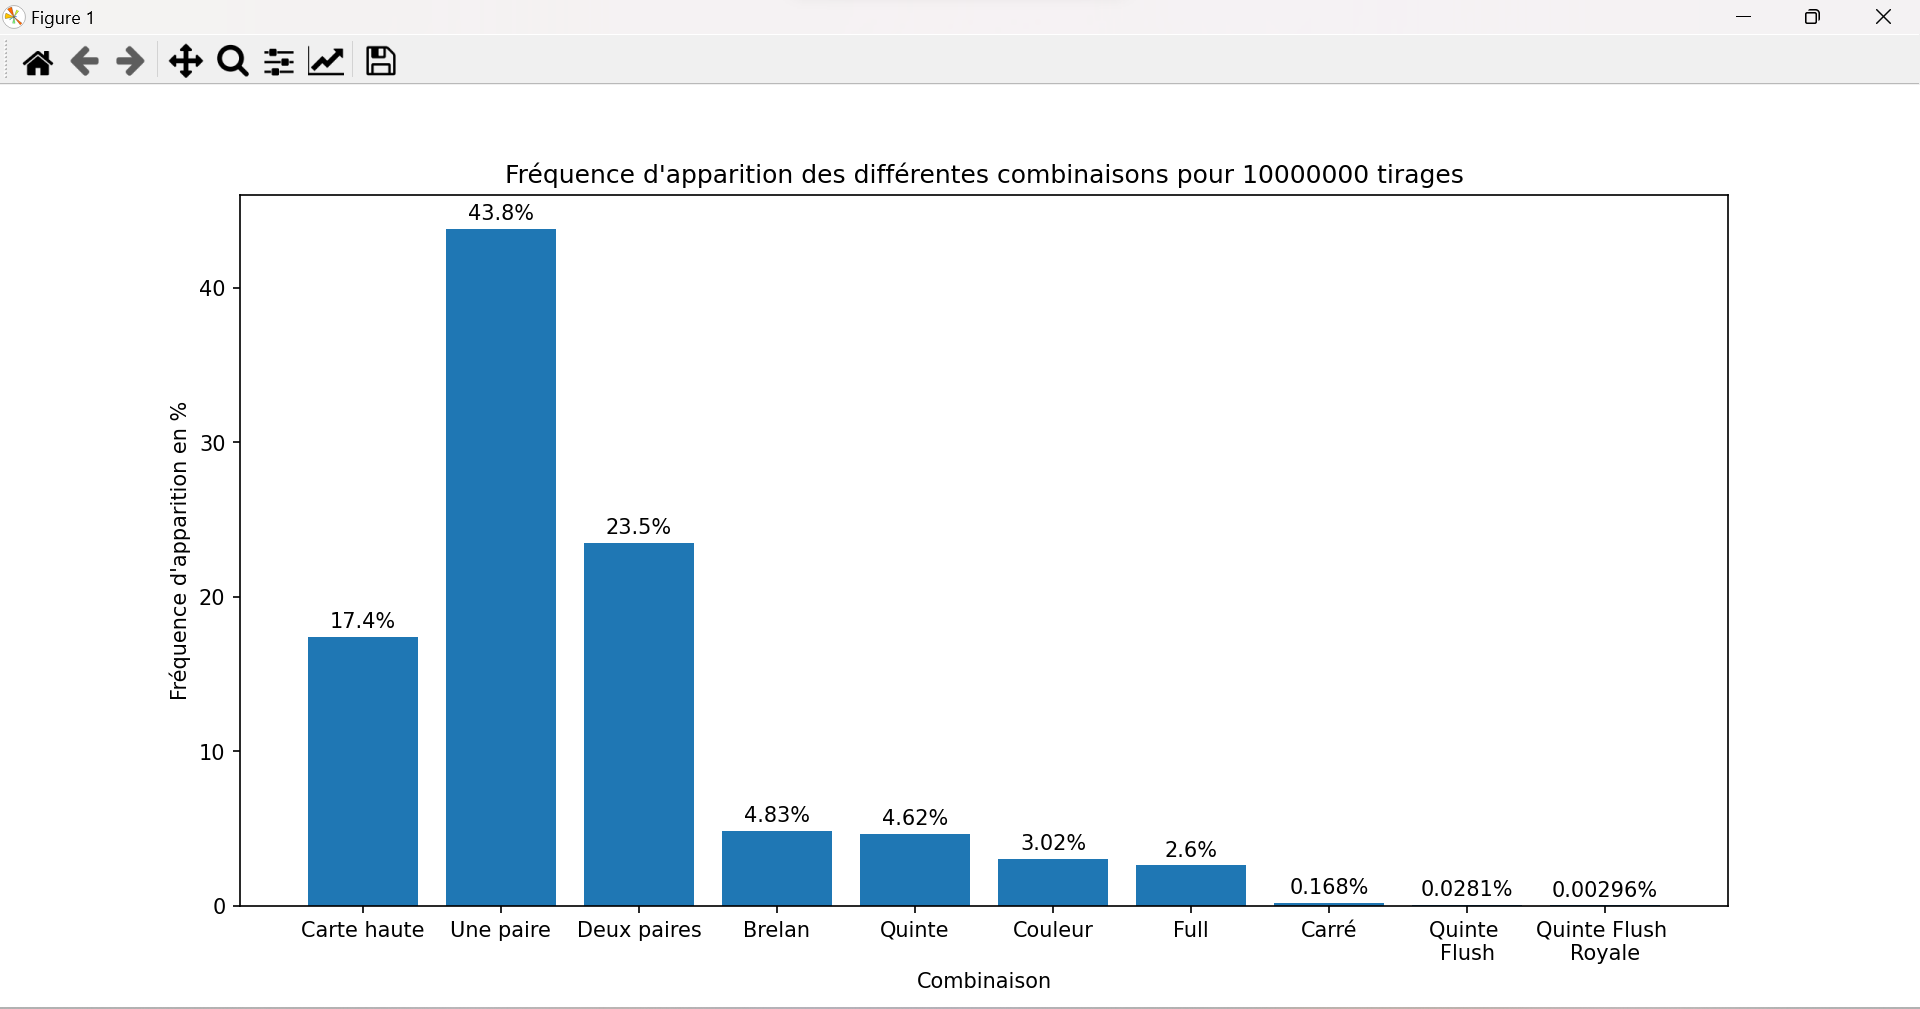 Figure 1
Fréquence d'apparition des différentes combinaisons pour 10000000 tirages
43.8%
40
23.5%
30
Fréquence d'apparition en %
17.4%
20
10
4.83%
4.62%
3.02%
2.6%
0.168%
0.0281%
0.00296%
0
Carte haute Une paire Deux paires Brelan Quinte Couleur Full Carré Quinte Quinte Flush
Flush Royale
Combinaison